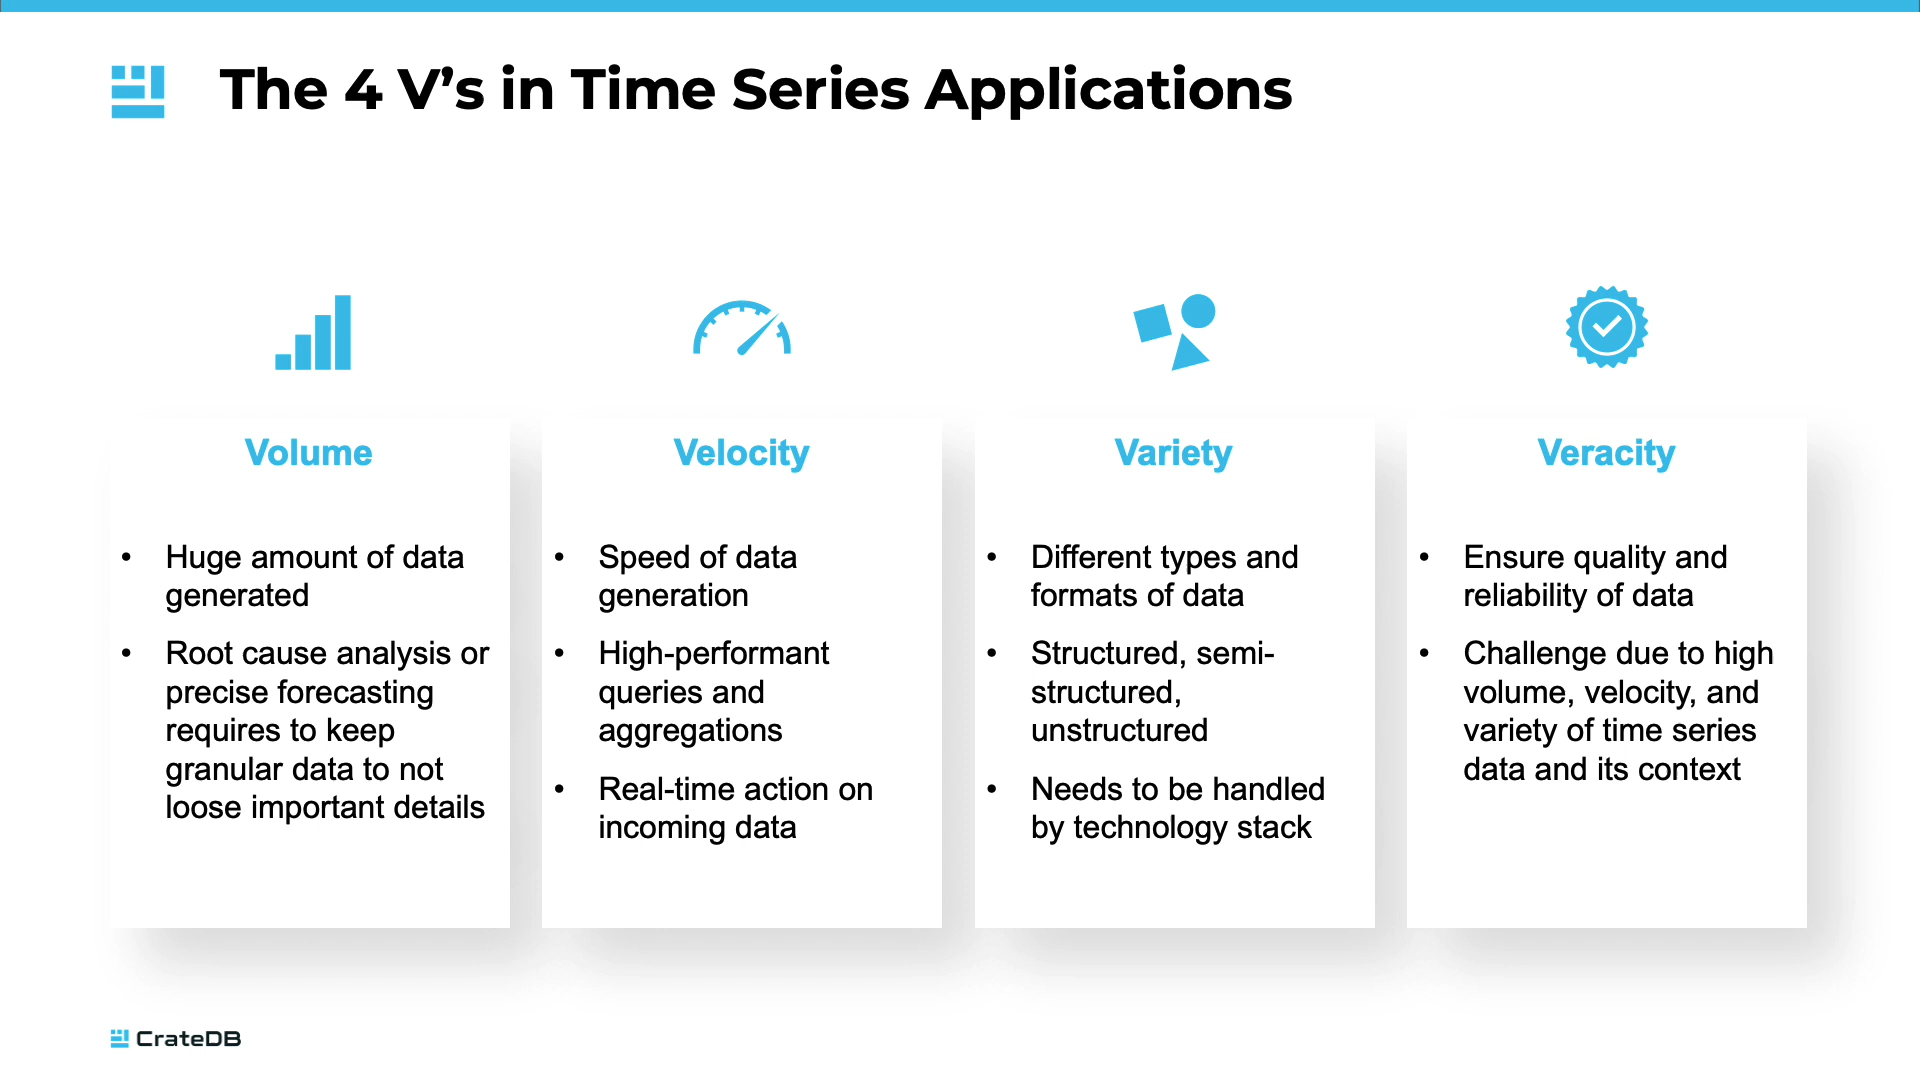 The 4 V’s in Time Series Applications
Volume
• Huge amount of data
generated
• Root cause analysis or
precise forecasting
requires to keep
granular data to not
loose important details
Velocity
• Speed of data
generation
• High-performant
queries and
aggregations
• Real-time action on
incoming data
Variety
• Different types and
formats of data
• Structured, semi-
structured,
unstructured
• Needs to be handled
by technology stack
Veracity
• Ensure quality and
reliability of data
• Challenge due to high
volume, velocity, and
variety of time series
data and its context
CrateDB